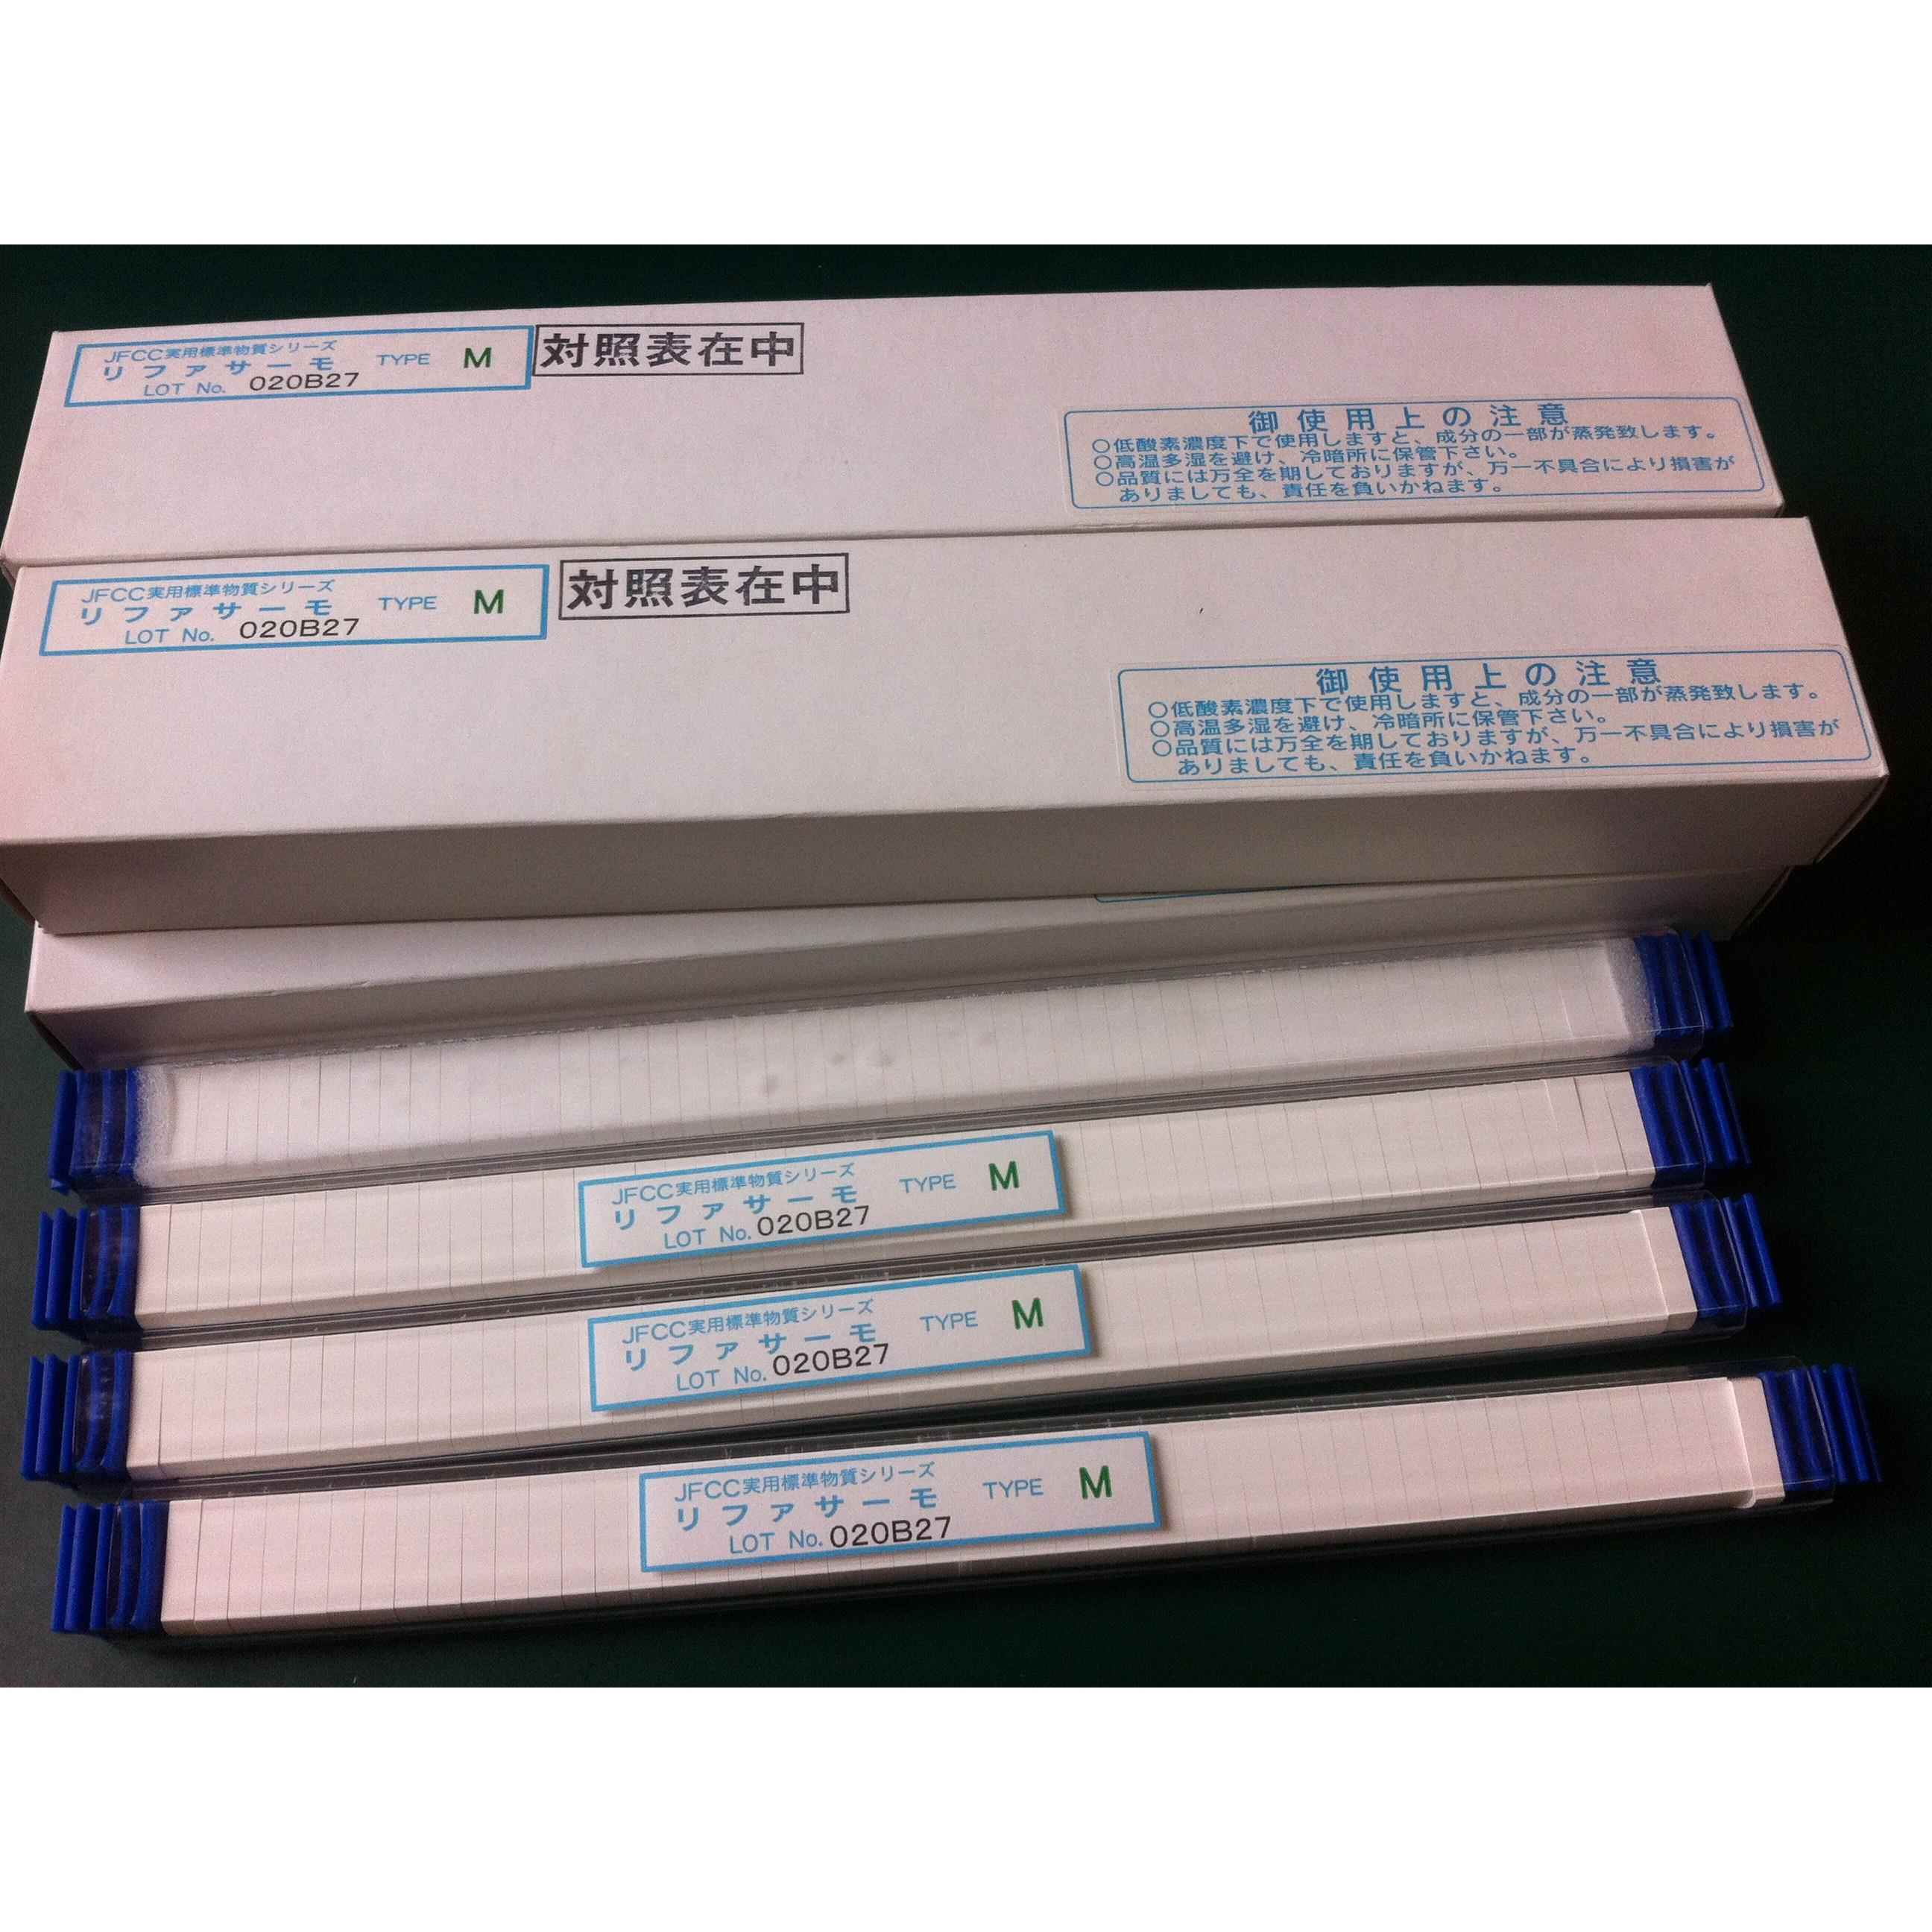 JFCC実用標準物質シリーズ
リファサーモ TYPE M
LOT No. 020B27
対照表在中
御使用上の注意
○低酸素濃度下で使用しますと、成分の一部が蒸発致します。
○高温多湿を避け、冷暗所に保管下さい。
○品質には万全を期しておりますが、万一不具合により損害が
ありましても、責任を負いかねます。
JFCC実用標準物質シリーズ
リファサーモ TYPE M
LOT No. 020B27
対照表在中
御使用上の注意
○低酸素濃度下で使用しますと、成分の一部が蒸発致します。
○高温多湿を避け、冷暗所に保管下さい。
○品質には万全を期しておりますが、万一不具合により損害が
ありましても、責任を負いかねます。
JFCC実用標準物質シリーズ
リファサーモ TYPE M
LOT No. 020B27
JFCC実用標準物質シリーズ
リファサーモ TYPE M
LOT No. 020B27
JFCC実用標準物質シリーズ
リファサーモ TYPE M
LOT No. 020B27